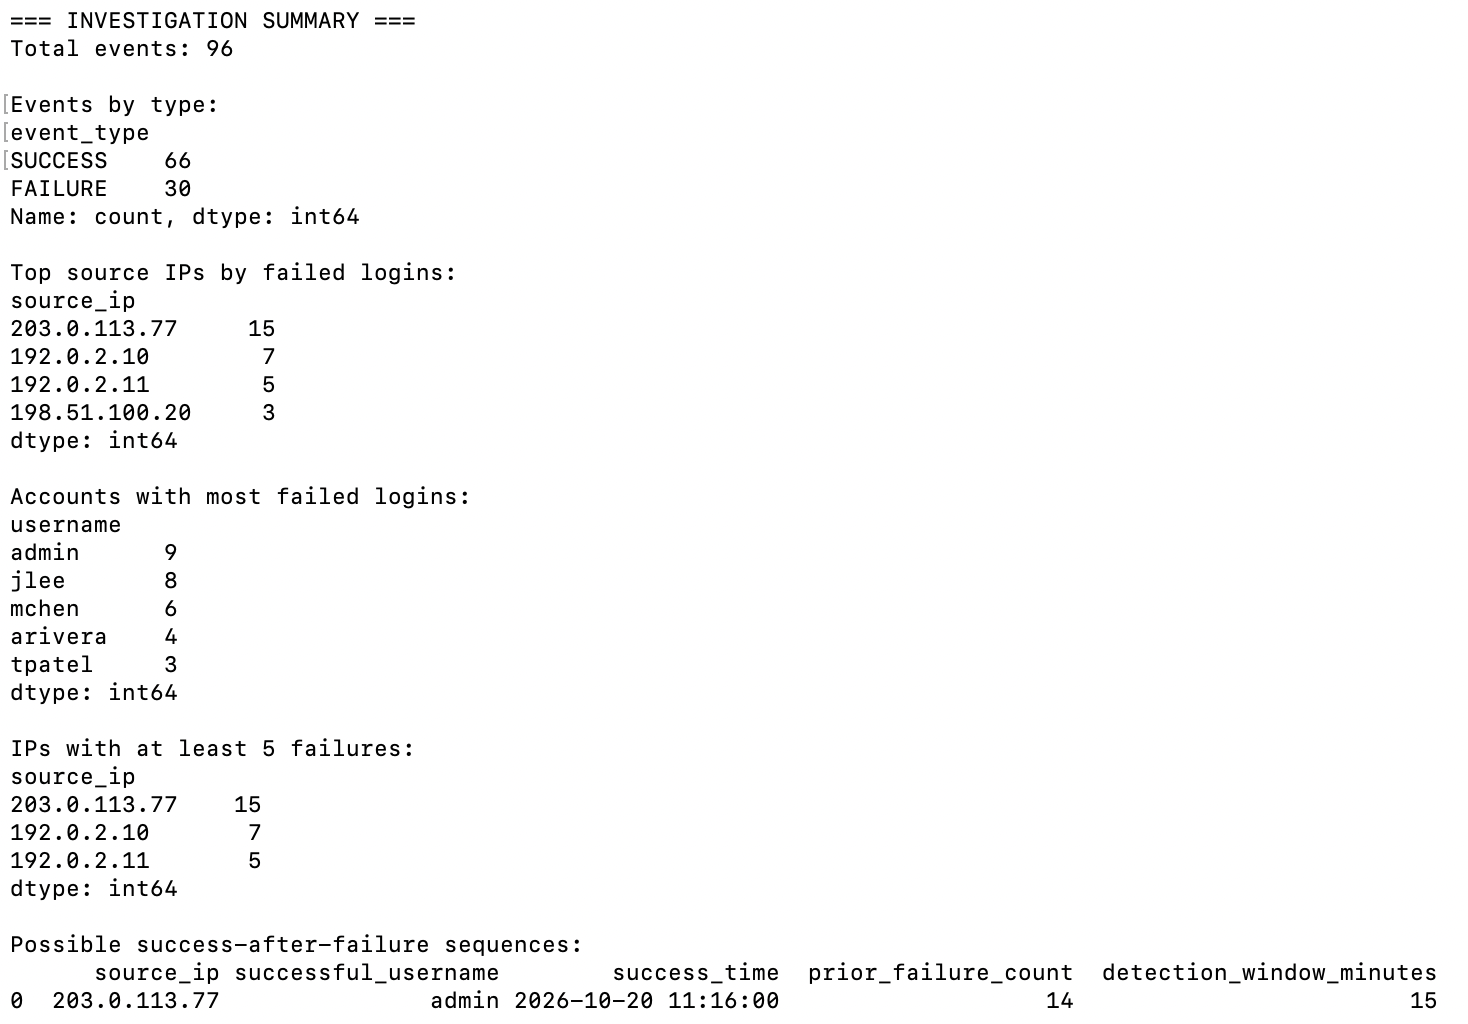 === INVESTIGATION SUMMARY ===
Total events: 96
[Events by type:
[event_type
[SUCCESS    66
FAILURE    30
Name: count, dtype: int64
Top source IPs by failed logins:
source_ip
203.0.113.77     15
192.0.2.10        7
192.0.2.11        5
198.51.100.20     3
dtype: int64
Accounts with most failed logins:
username
admin      9
jlee       8
mchen      6
arivera    4
tpatel     3
dtype: int64
IPs with at least 5 failures:
source_ip
203.0.113.77    15
192.0.2.10       7
192.0.2.11       5
dtype: int64
Possible success-after-failure sequences:
      source_ip successful_username        success_time  prior_failure_count  detection_window_minutes
0  203.0.113.77               admin 2026-10-20 11:16:00                   14                        15